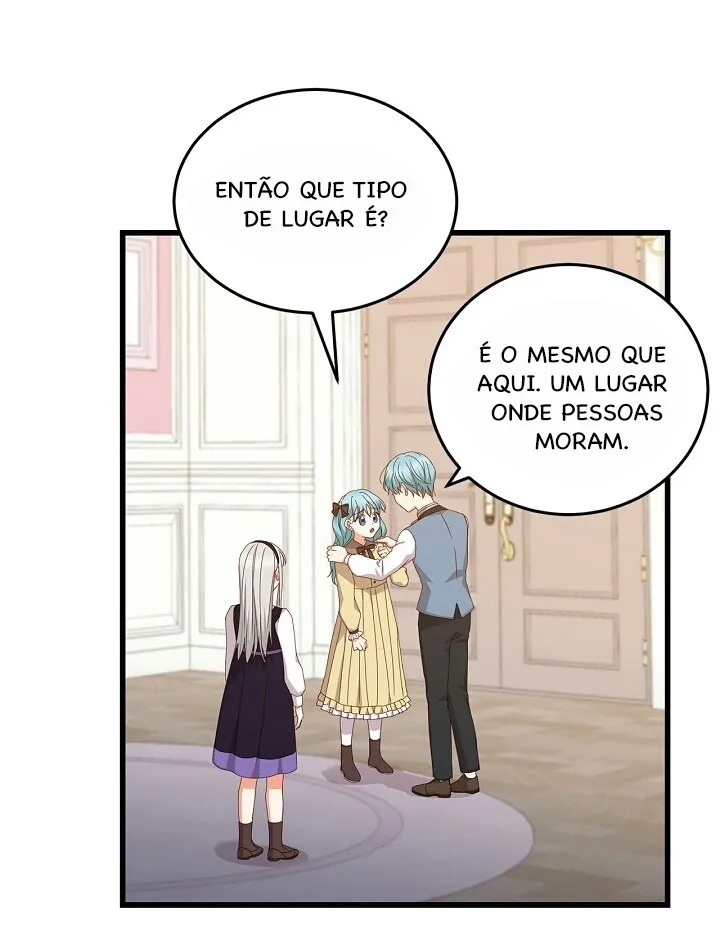 ENTÃO QUE TIPO
DE LUGAR É?
É O MESMO QUE
AQUI. UM LUGAR
ONDE PESSOAS
MORAM.